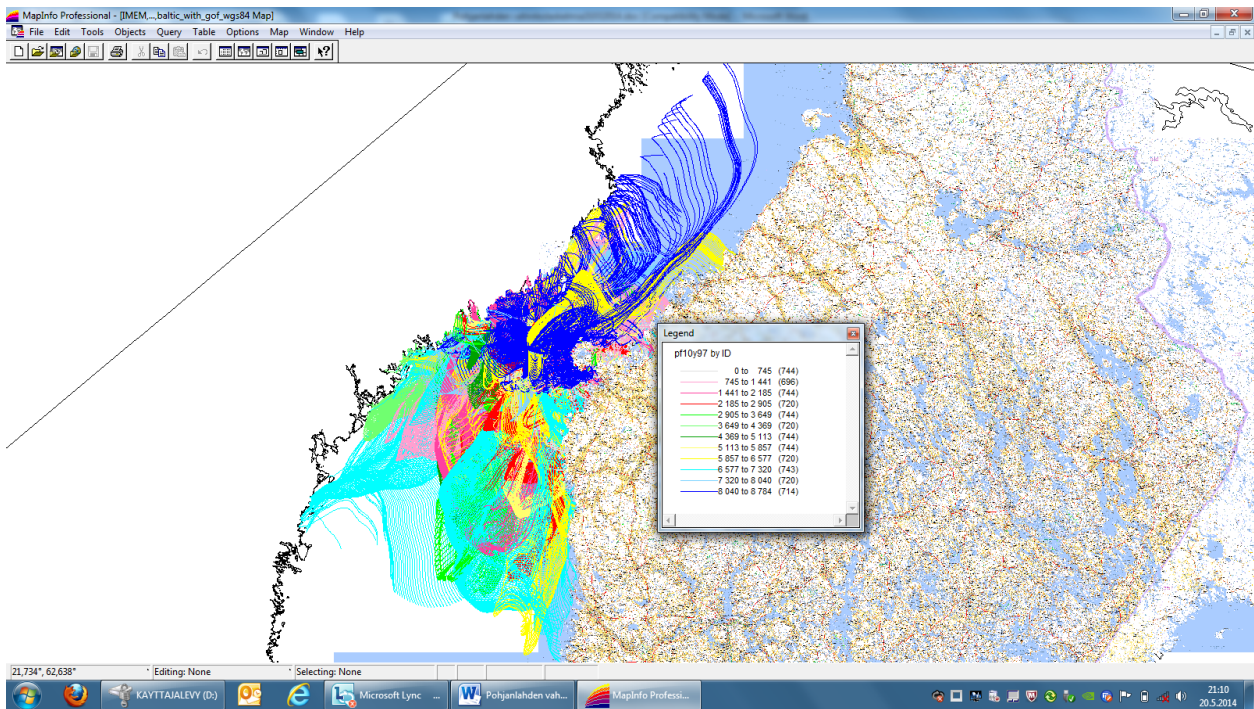 MapInfo Professional - [IMEM,...,baltic_with_gof_wgs84 Map]
File Edit Tools Objects Query Table Options Map Window Help
Legend
pf10y97 by ID
0 to 745 (744)
745 to 1 441 (696)
1 441 to 2 185 (744)
2 185 to 2 905 (720)
2 905 to 3 649 (744)
3 649 to 4 369 (720)
4 369 to 5 113 (744)
5 113 to 5 857 (744)
5 857 to 6 577 (720)
6 577 to 7 320 (743)
7 320 to 8 040 (720)
8 040 to 8 784 (714)
21,734°, 62,638° Editing: None Selecting: None
KAYTTAJALEVY (D:) Microsoft Lync ... Pohjanlahden vah... MapInfo Professi... 21:10
20.5.2014